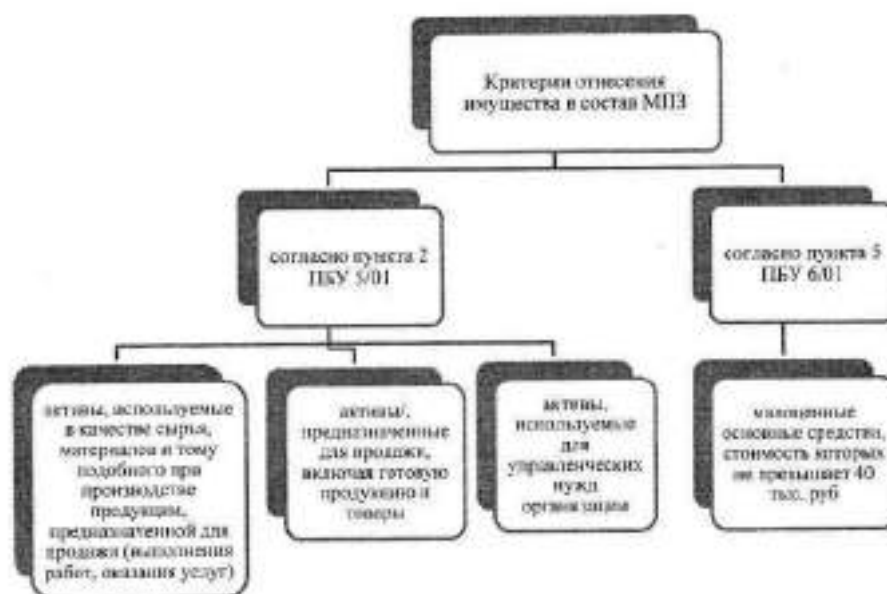 Критерии отнесения
имущества в состав МПЗ
согласно пункта 2
ПБУ 5/01
согласно пункта 5
ПБУ 6/01
активы, используемые
в качестве сырья,
материалов и тому
подобного при
производстве
продукции,
предназначенной для
продажи (выполнения
работ, оказания услуг)
активы/,
предназначенные
для продажи,
включая готовую
продукцию и
товары
активы,
используемые
для
управленческих
нужд
организации
малоценные
основные средства,
стоимость которых
не превышает 40
тыс. руб